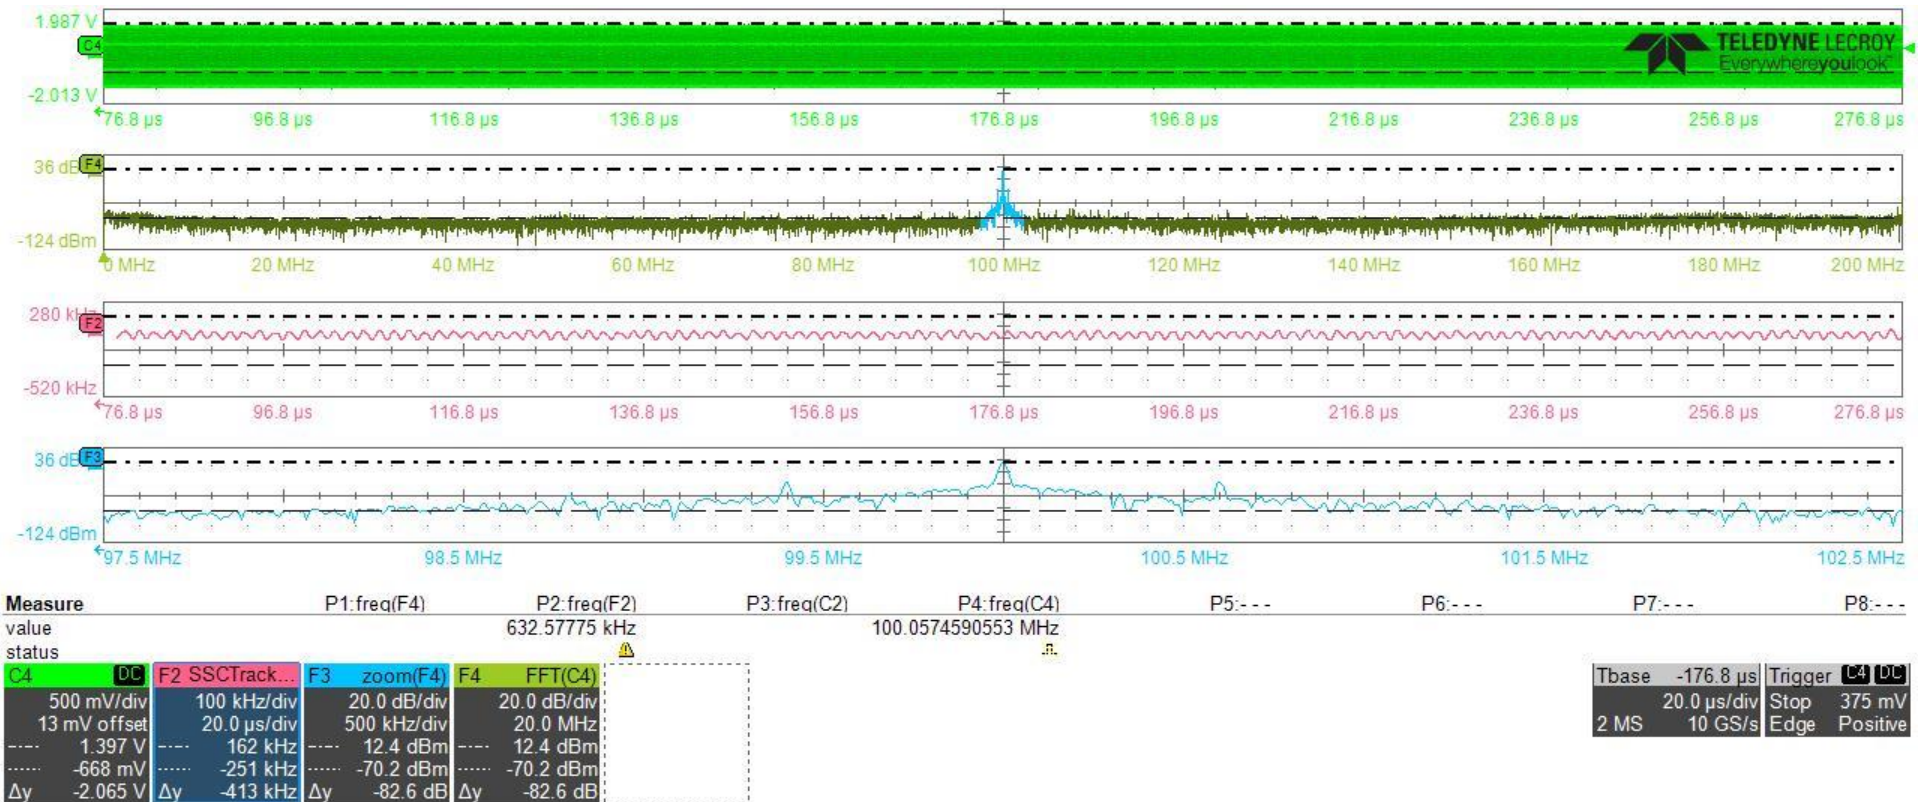 1.987 V
C4
TELEDYNE LECROY
Everywhereyoulook
-2.013 V
76.8 µs 96.8 µs 116.8 µs 136.8 µs 156.8 µs 176.8 µs 196.8 µs 216.8 µs 236.8 µs 256.8 µs 276.8 µs
36 dB F4
-124 dBm
0 MHz 20 MHz 40 MHz 60 MHz 80 MHz 100 MHz 120 MHz 140 MHz 160 MHz 180 MHz 200 MHz
280 kHz
F2
-520 kHz
76.8 µs 96.8 µs 116.8 µs 136.8 µs 156.8 µs 176.8 µs 196.8 µs 216.8 µs 236.8 µs 256.8 µs 276.8 µs
36 dB F3
-124 dBm
97.5 MHz 98.5 MHz 99.5 MHz 100.5 MHz 101.5 MHz 102.5 MHz
Measure P1:freq(F4) P2:freq(F2) P3:freq(C2) P4:freq(C4) P5:- - - P6:- - - P7:- - - P8:- - -
value 632.57775 kHz 100.0574590553 MHz
status
C4 DC F2 SSCTrack... F3 zoom(F4) F4 FFT(C4) Tbase -176.8 µs Trigger C4 DC
500 mV/div 100 kHz/div 20.0 dB/div 20.0 dB/div 20.0 µs/div Stop 375 mV
13 mV offset 20.0 µs/div 500 kHz/div 20.0 MHz 2 MS 10 GS/s Edge Positive
1.397 V 162 kHz 12.4 dBm 12.4 dBm
-668 mV -251 kHz -70.2 dBm -70.2 dBm
Δy -2.065 V Δy -413 kHz Δy -82.6 dB Δy -82.6 dB